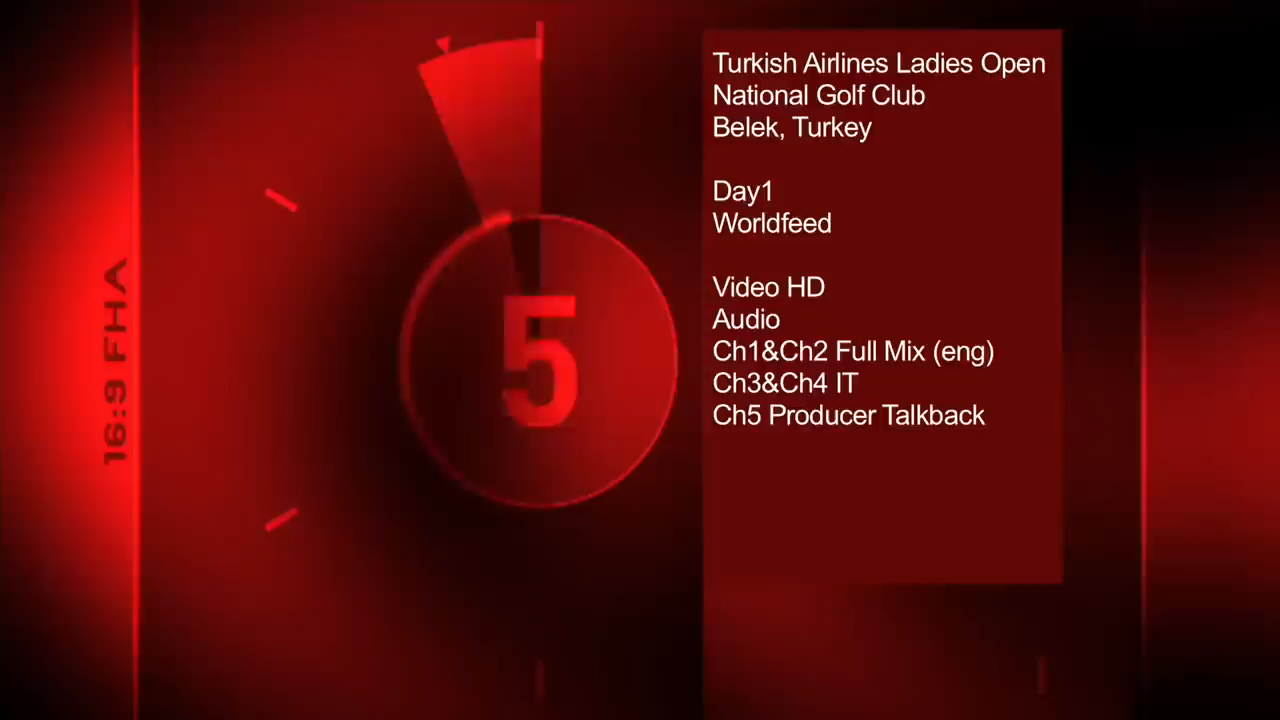 16:9 FHA
5
Turkish Airlines Ladies Open
National Golf Club
Belek, Turkey
Day1
Worldfeed
Video HD
Audio
Ch1&Ch2 Full Mix (eng)
Ch3&Ch4 IT
Ch5 Producer Talkback